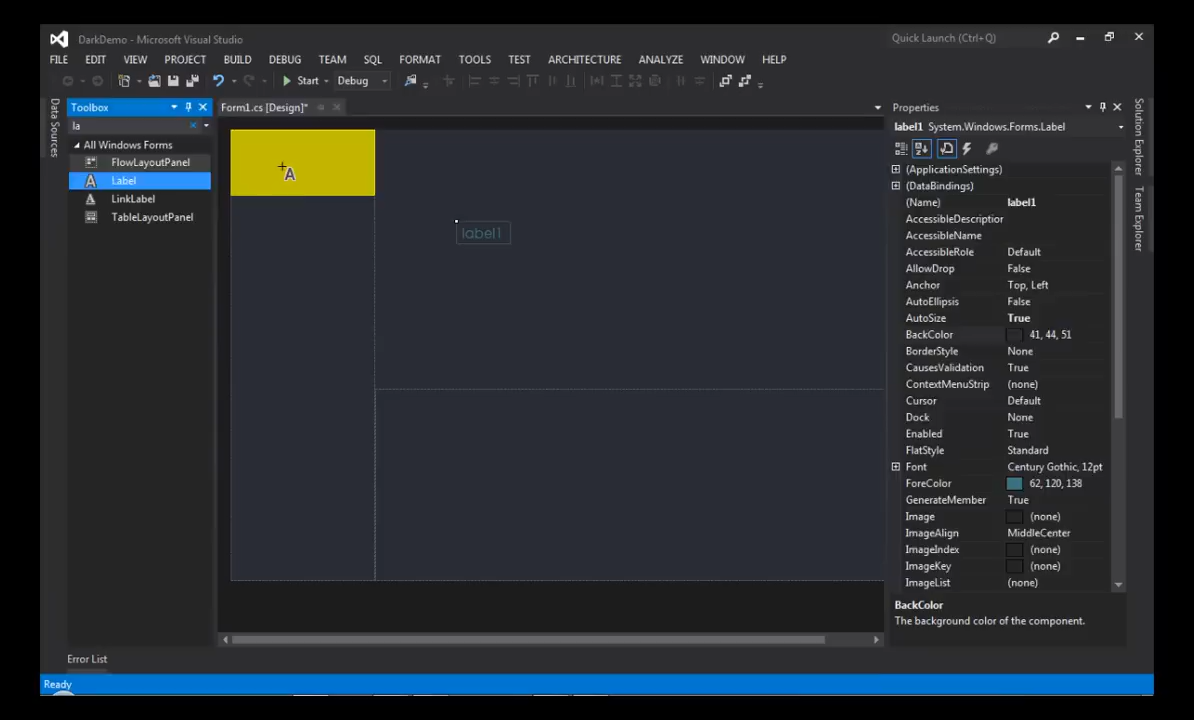 DarkDemo - Microsoft Visual Studio
Quick Launch (Ctrl+Q)
FILE EDIT VIEW PROJECT BUILD DEBUG TEAM SQL FORMAT TOOLS TEST ARCHITECTURE ANALYZE WINDOW HELP
Start Debug
Data Sources
Toolbox
la
All Windows Forms
FlowLayoutPanel
A Label
A LinkLabel
TableLayoutPanel
Form1.cs [Design]*
A
label1
Properties
label1 System.Windows.Forms.Label
(ApplicationSettings)
(DataBindings)
(Name) label1
AccessibleDescription
AccessibleName
AccessibleRole Default
AllowDrop False
Anchor Top, Left
AutoEllipsis False
AutoSize True
BackColor 41, 44, 51
BorderStyle None
CausesValidation True
ContextMenuStrip (none)
Cursor Default
Dock None
Enabled True
FlatStyle Standard
Font Century Gothic, 12pt
ForeColor 62, 120, 138
GenerateMember True
Image (none)
ImageAlign MiddleCenter
ImageIndex (none)
ImageKey (none)
ImageList (none)
BackColor
The background color of the component.
Solution Explorer
Team Explorer
Error List
Ready